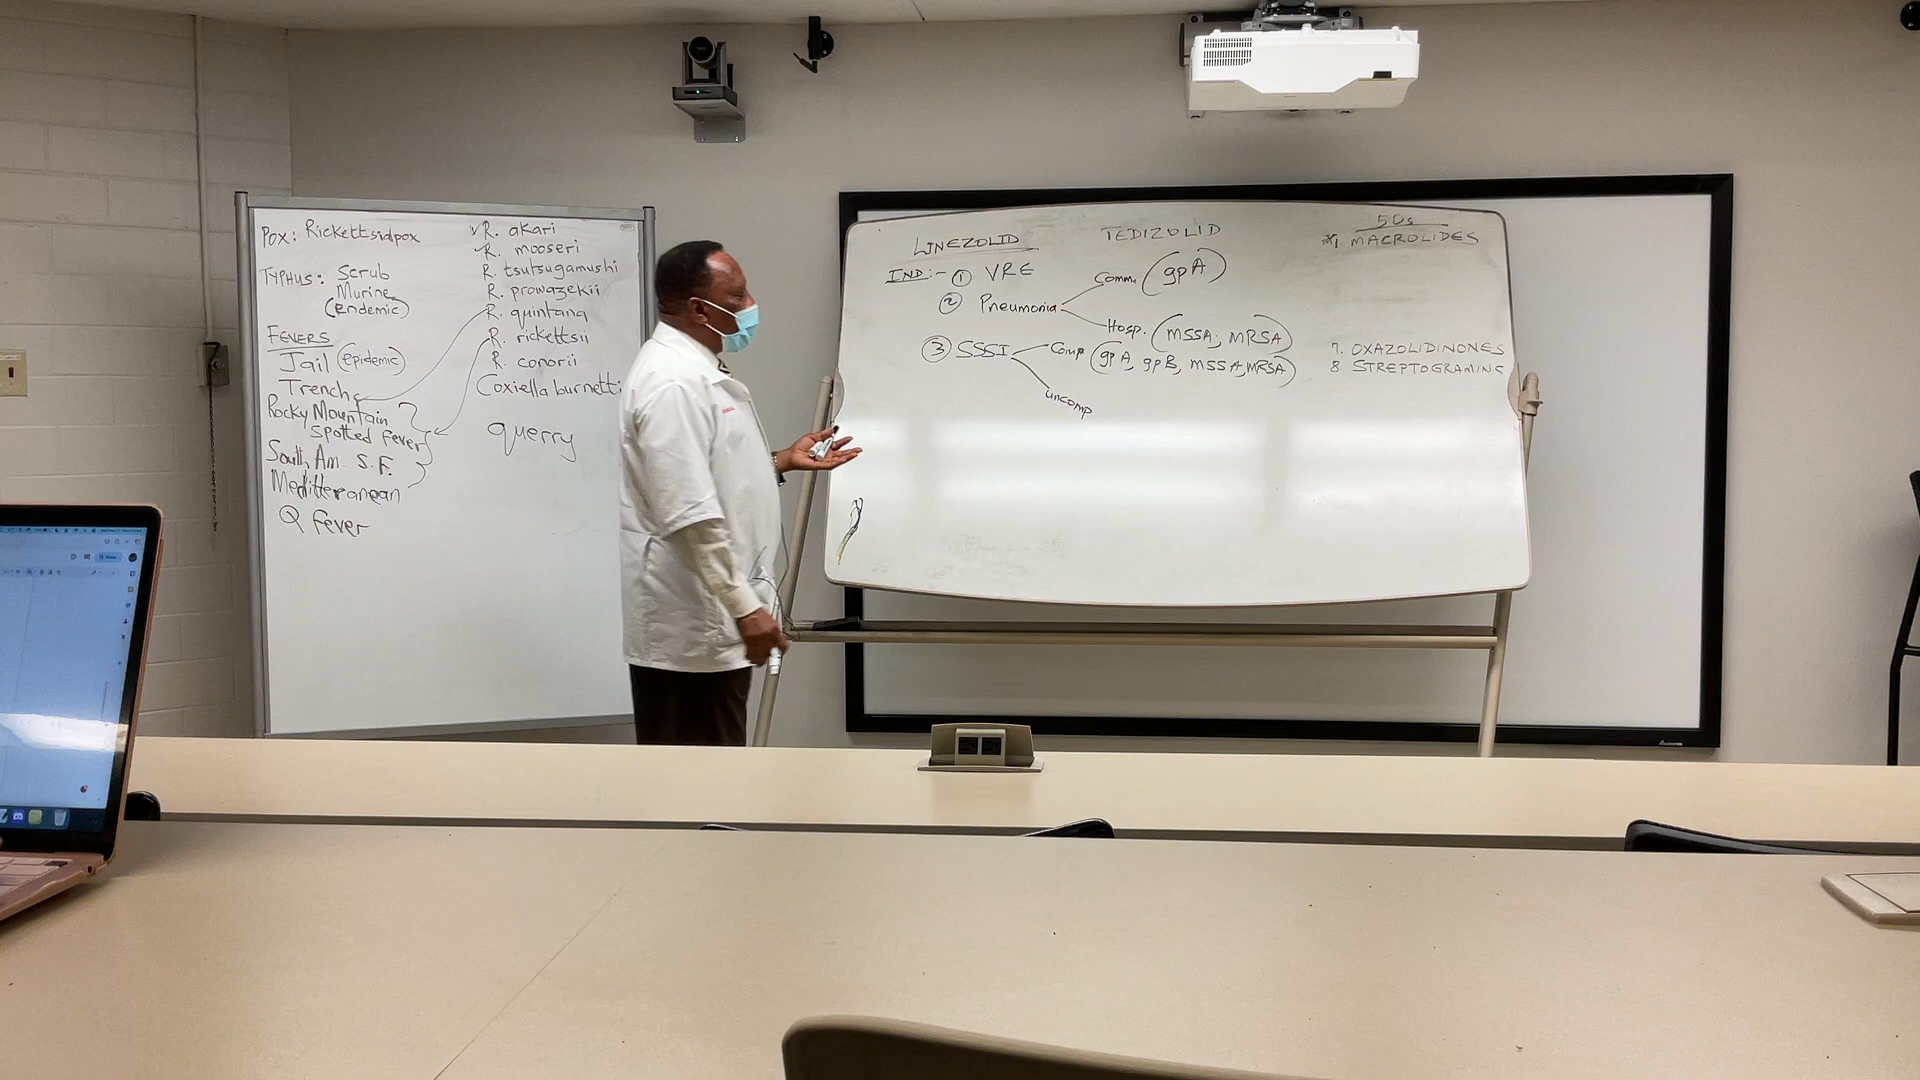 POX: Rickettsialpox
TYPHUS: Scrub
Murine
(Endemic)
FEVERS
Jail (epidemic)
Trench
Rocky Mountain
Spotted Fever
South Am. S.F.
Meditteranean
Q Fever
R. akari
R. mooseri
R. tsutsugamushi
R. prowazekii
R. quintana
R. rickettsii
R. conorii
Coxiella burnetti
querry
LINEZOLID
IND:- ① VRE
② Pneumonia
Comm. (gpA)
Hosp. (MSSA, MRSA)
③ SSSI
Comp (gpA, gpB, MSSA, MRSA)
uncomp
TEDIZOLID
50s
*1. MACROLIDES
7. OXAZOLIDINONES
8 STREPTOGRAMINS